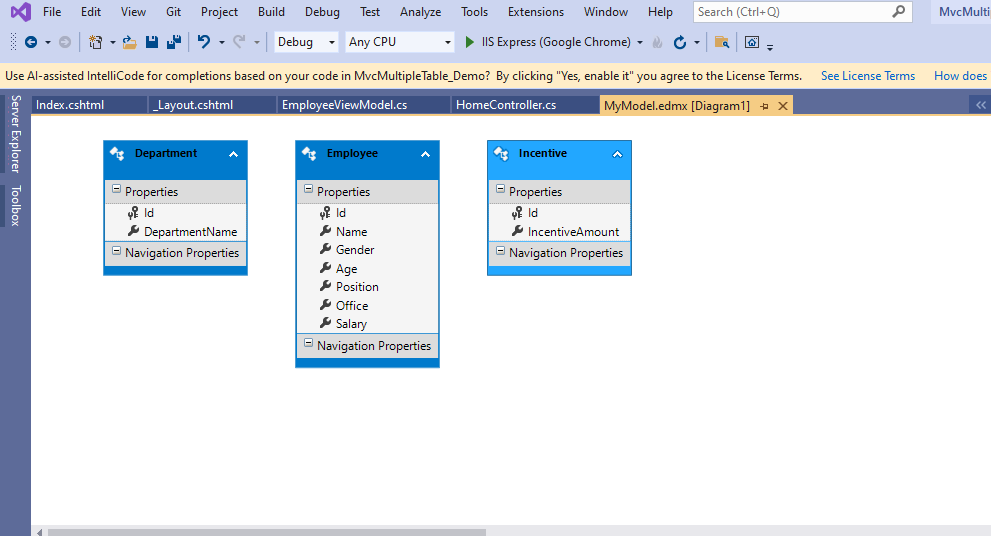 File Edit View Git Project Build Debug Test Analyze Tools Extensions Window Help Search (Ctrl+Q) MvcMulti
Debug Any CPU IIS Express (Google Chrome)
Use AI-assisted IntelliCode for completions based on your code in MvcMultipleTable_Demo? By clicking "Yes, enable it" you agree to the License Terms. See License Terms How does
Server Explorer
Toolbox
Index.cshtml _Layout.cshtml EmployeeViewModel.cs HomeController.cs MyModel.edmx [Diagram1]
Department
Properties
Id
DepartmentName
Navigation Properties
Employee
Properties
Id
Name
Gender
Age
Position
Office
Salary
Navigation Properties
Incentive
Properties
Id
IncentiveAmount
Navigation Properties